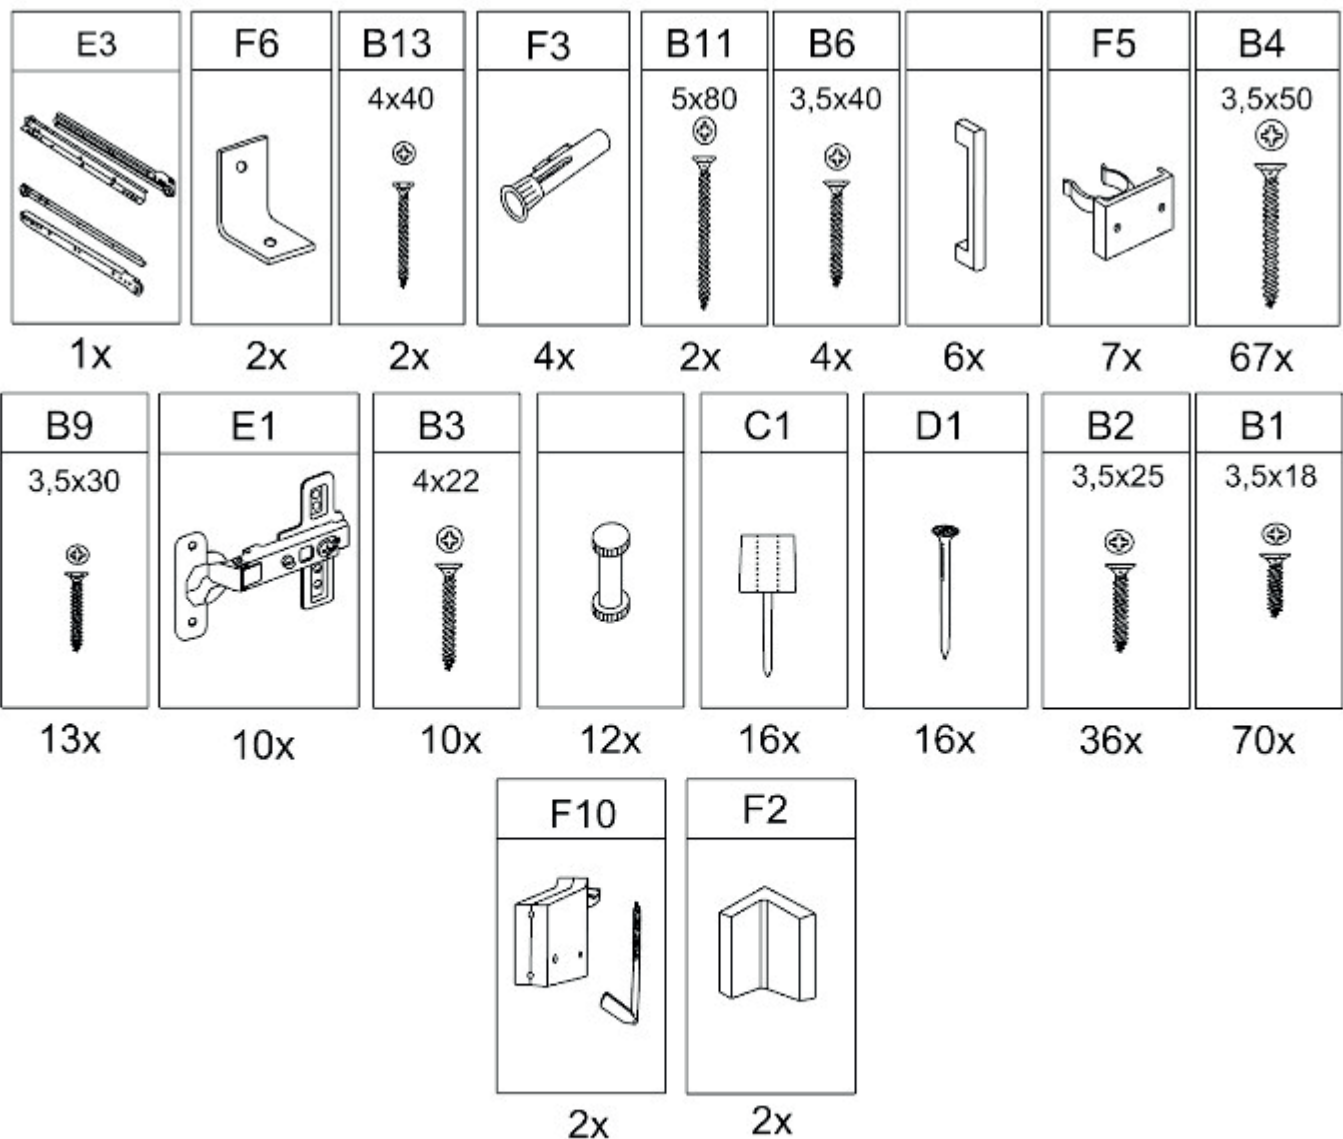 E3 F6 B13 F3 B11 B6 F5 B4
4x40 5x80 3,5x40 3,5x50
1x 2x 2x 4x 2x 4x 6x 7x 67x
B9 E1 B3 C1 D1 B2 B1
3,5x30 4x22 3,5x25 3,5x18
13x 10x 10x 12x 16x 16x 36x 70x
F10 F2
2x 2x